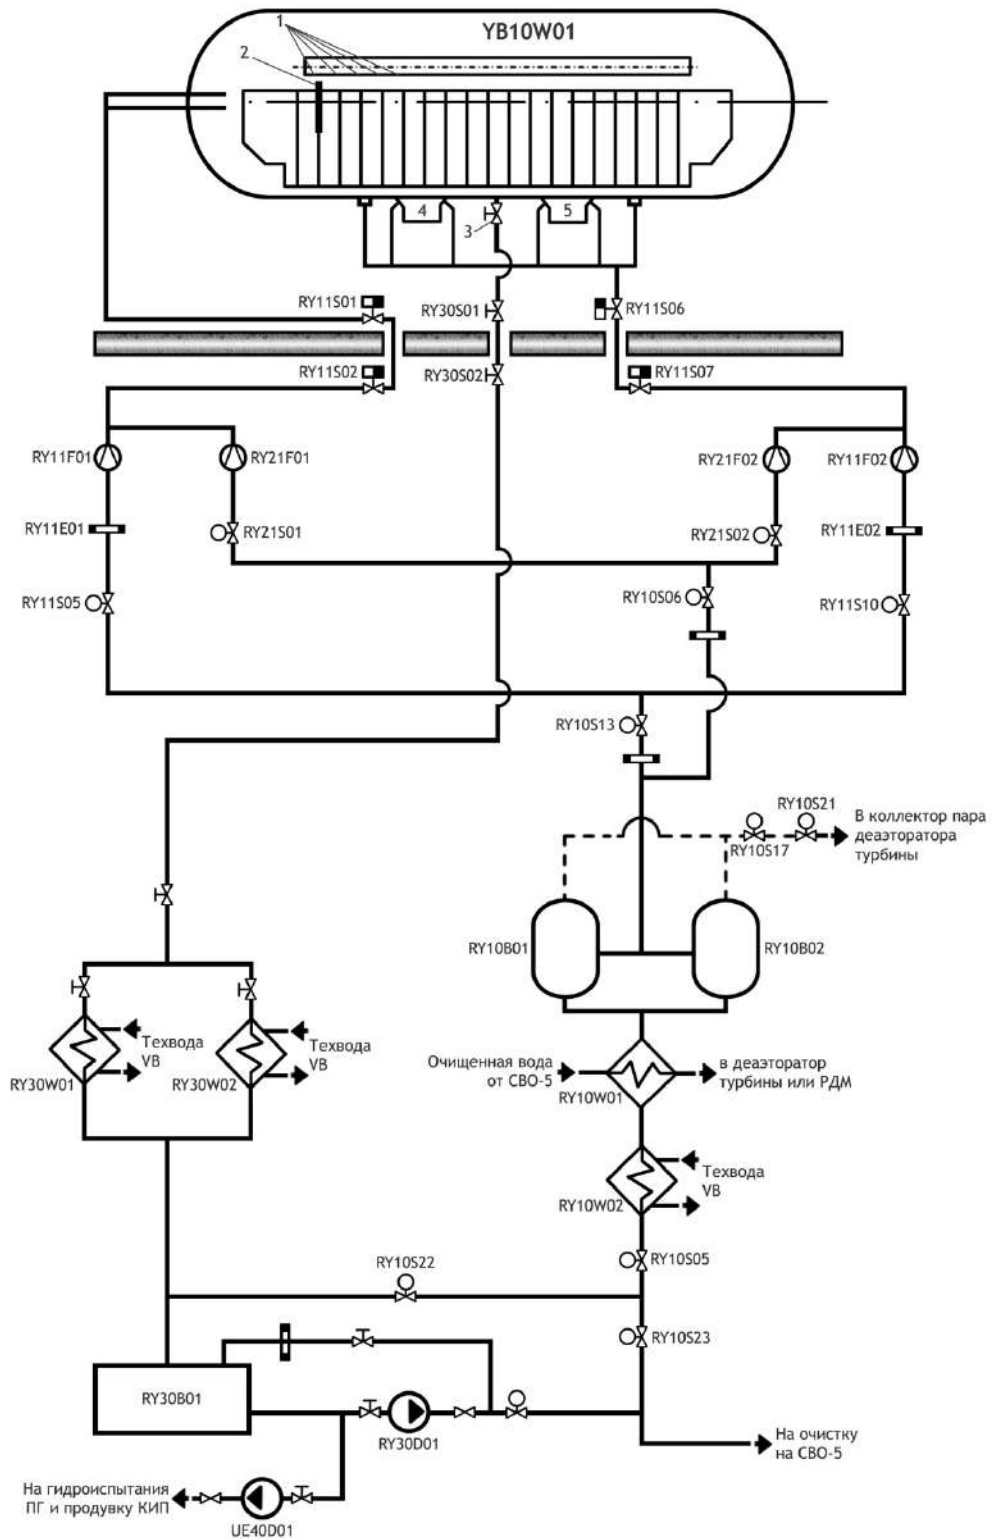 1
YB10W01
2
4
5
3
RY11S01
RY30S01
RY11S06
RY11S02
RY30S02
RY11S07
RY11F01
RY21F01
RY21F02
RY11F02
RY11E01
RY21S01
RY21S02
RY11E02
RY11S05
RY10S06
RY11S10
RY10S13
RY10S21
В коллектор пара
деаэторатора
турбины
RY10S17
RY10B01
RY10B02
Техвода
VB
Техвода
VB
RY30W01
RY30W02
Очищенная вода
от СВО-5
в деаэторатор
турбины или РДМ
RY10W01
Техвода
VB
RY10W02
RY10S05
RY10S22
RY10S23
RY30B01
RY30D01
На очистку
на СВО-5
На гидроиспытания
ПГ и продувку КИП
UE40D01